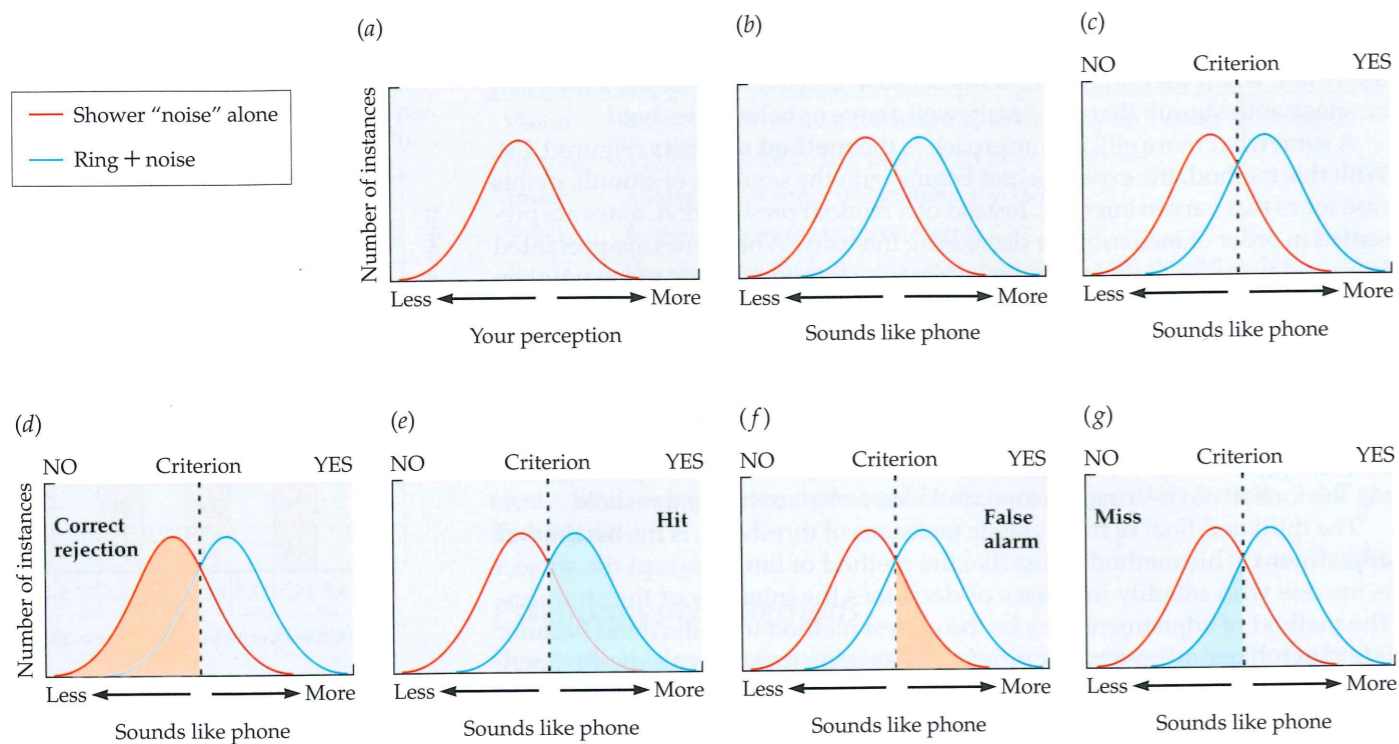 (a)
(b)
(c)
Shower “noise” alone
Ring + noise
Number of instances
Less
More
Your perception
Less
More
Sounds like phone
NO
Criterion
YES
Less
More
Sounds like phone
(d)
NO
Criterion
YES
Number of instances
Correct
rejection
Less
More
Sounds like phone
(e)
NO
Criterion
YES
Hit
Less
More
Sounds like phone
(f)
NO
Criterion
YES
False
alarm
Less
More
Sounds like phone
(g)
NO
Criterion
YES
Miss
Less
More
Sounds like phone